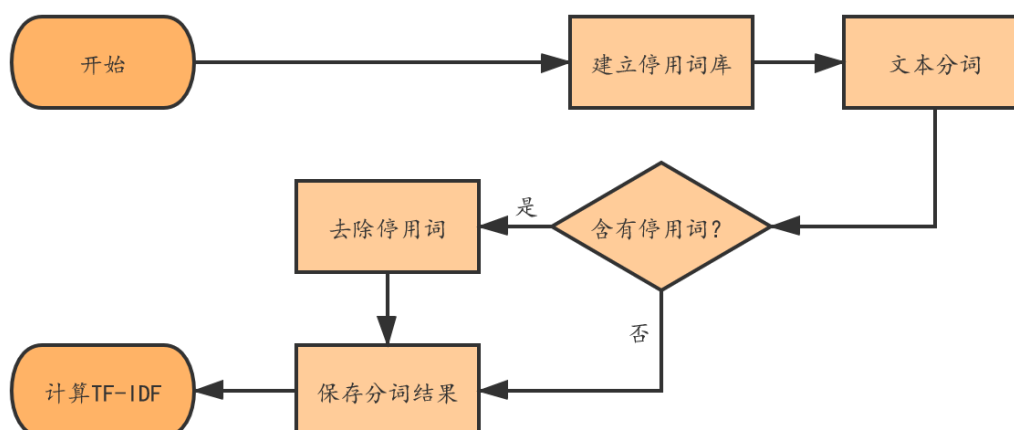 开始
建立停用词库
文本分词
是
去除停用词
含有停用词?
否
计算TF-IDF
保存分词结果